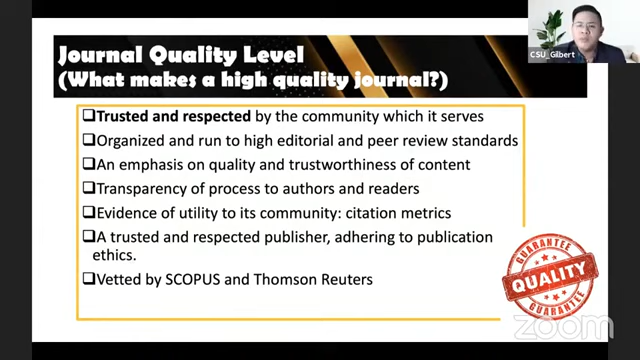 Journal Quality Level
(What makes a high quality journal?)
CSU_Gilbert
❑Trusted and respected by the community which it serves
❑Organized and run to high editorial and peer review standards
❑An emphasis on quality and trustworthiness of content
❑Transparency of process to authors and readers
❑Evidence of utility to its community: citation metrics
❑A trusted and respected publisher, adhering to publication
ethics.
❑Vetted by SCOPUS and Thomson Reuters
GUARANTEE
QUALITY
GUARANTEE
zoom